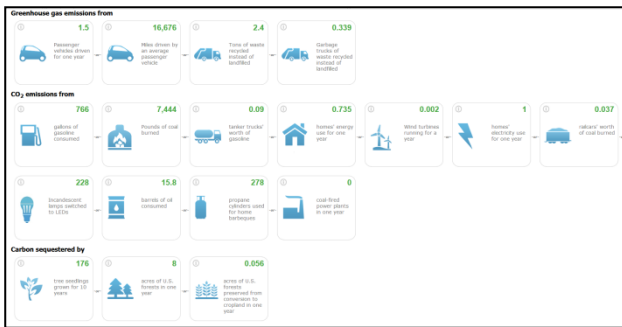 Greenhouse gas emissions from
1.5
Passenger vehicles driven for one year
16,676
Miles driven by an average passenger vehicle
2.4
Tons of waste recycled instead of landfilled
0.339
Garbage trucks of waste recycled instead of landfilled
CO₂ emissions from
766
gallons of gasoline consumed
7,444
Pounds of coal burned
0.09
tanker trucks' worth of gasoline
0.735
homes' energy use for one year
0.002
Wind turbines running for a year
1
homes' electricity use for one year
0.037
railcars' worth of coal burned
228
Incandescent lamps switched to LEDs
15.8
barrels of oil consumed
278
propane cylinders used for home barbeques
0
coal-fired power plants in one year
Carbon sequestered by
176
tree seedlings grown for 10 years
8
acres of U.S. forests in one year
0.056
acres of U.S. forests preserved from conversion to cropland in one year